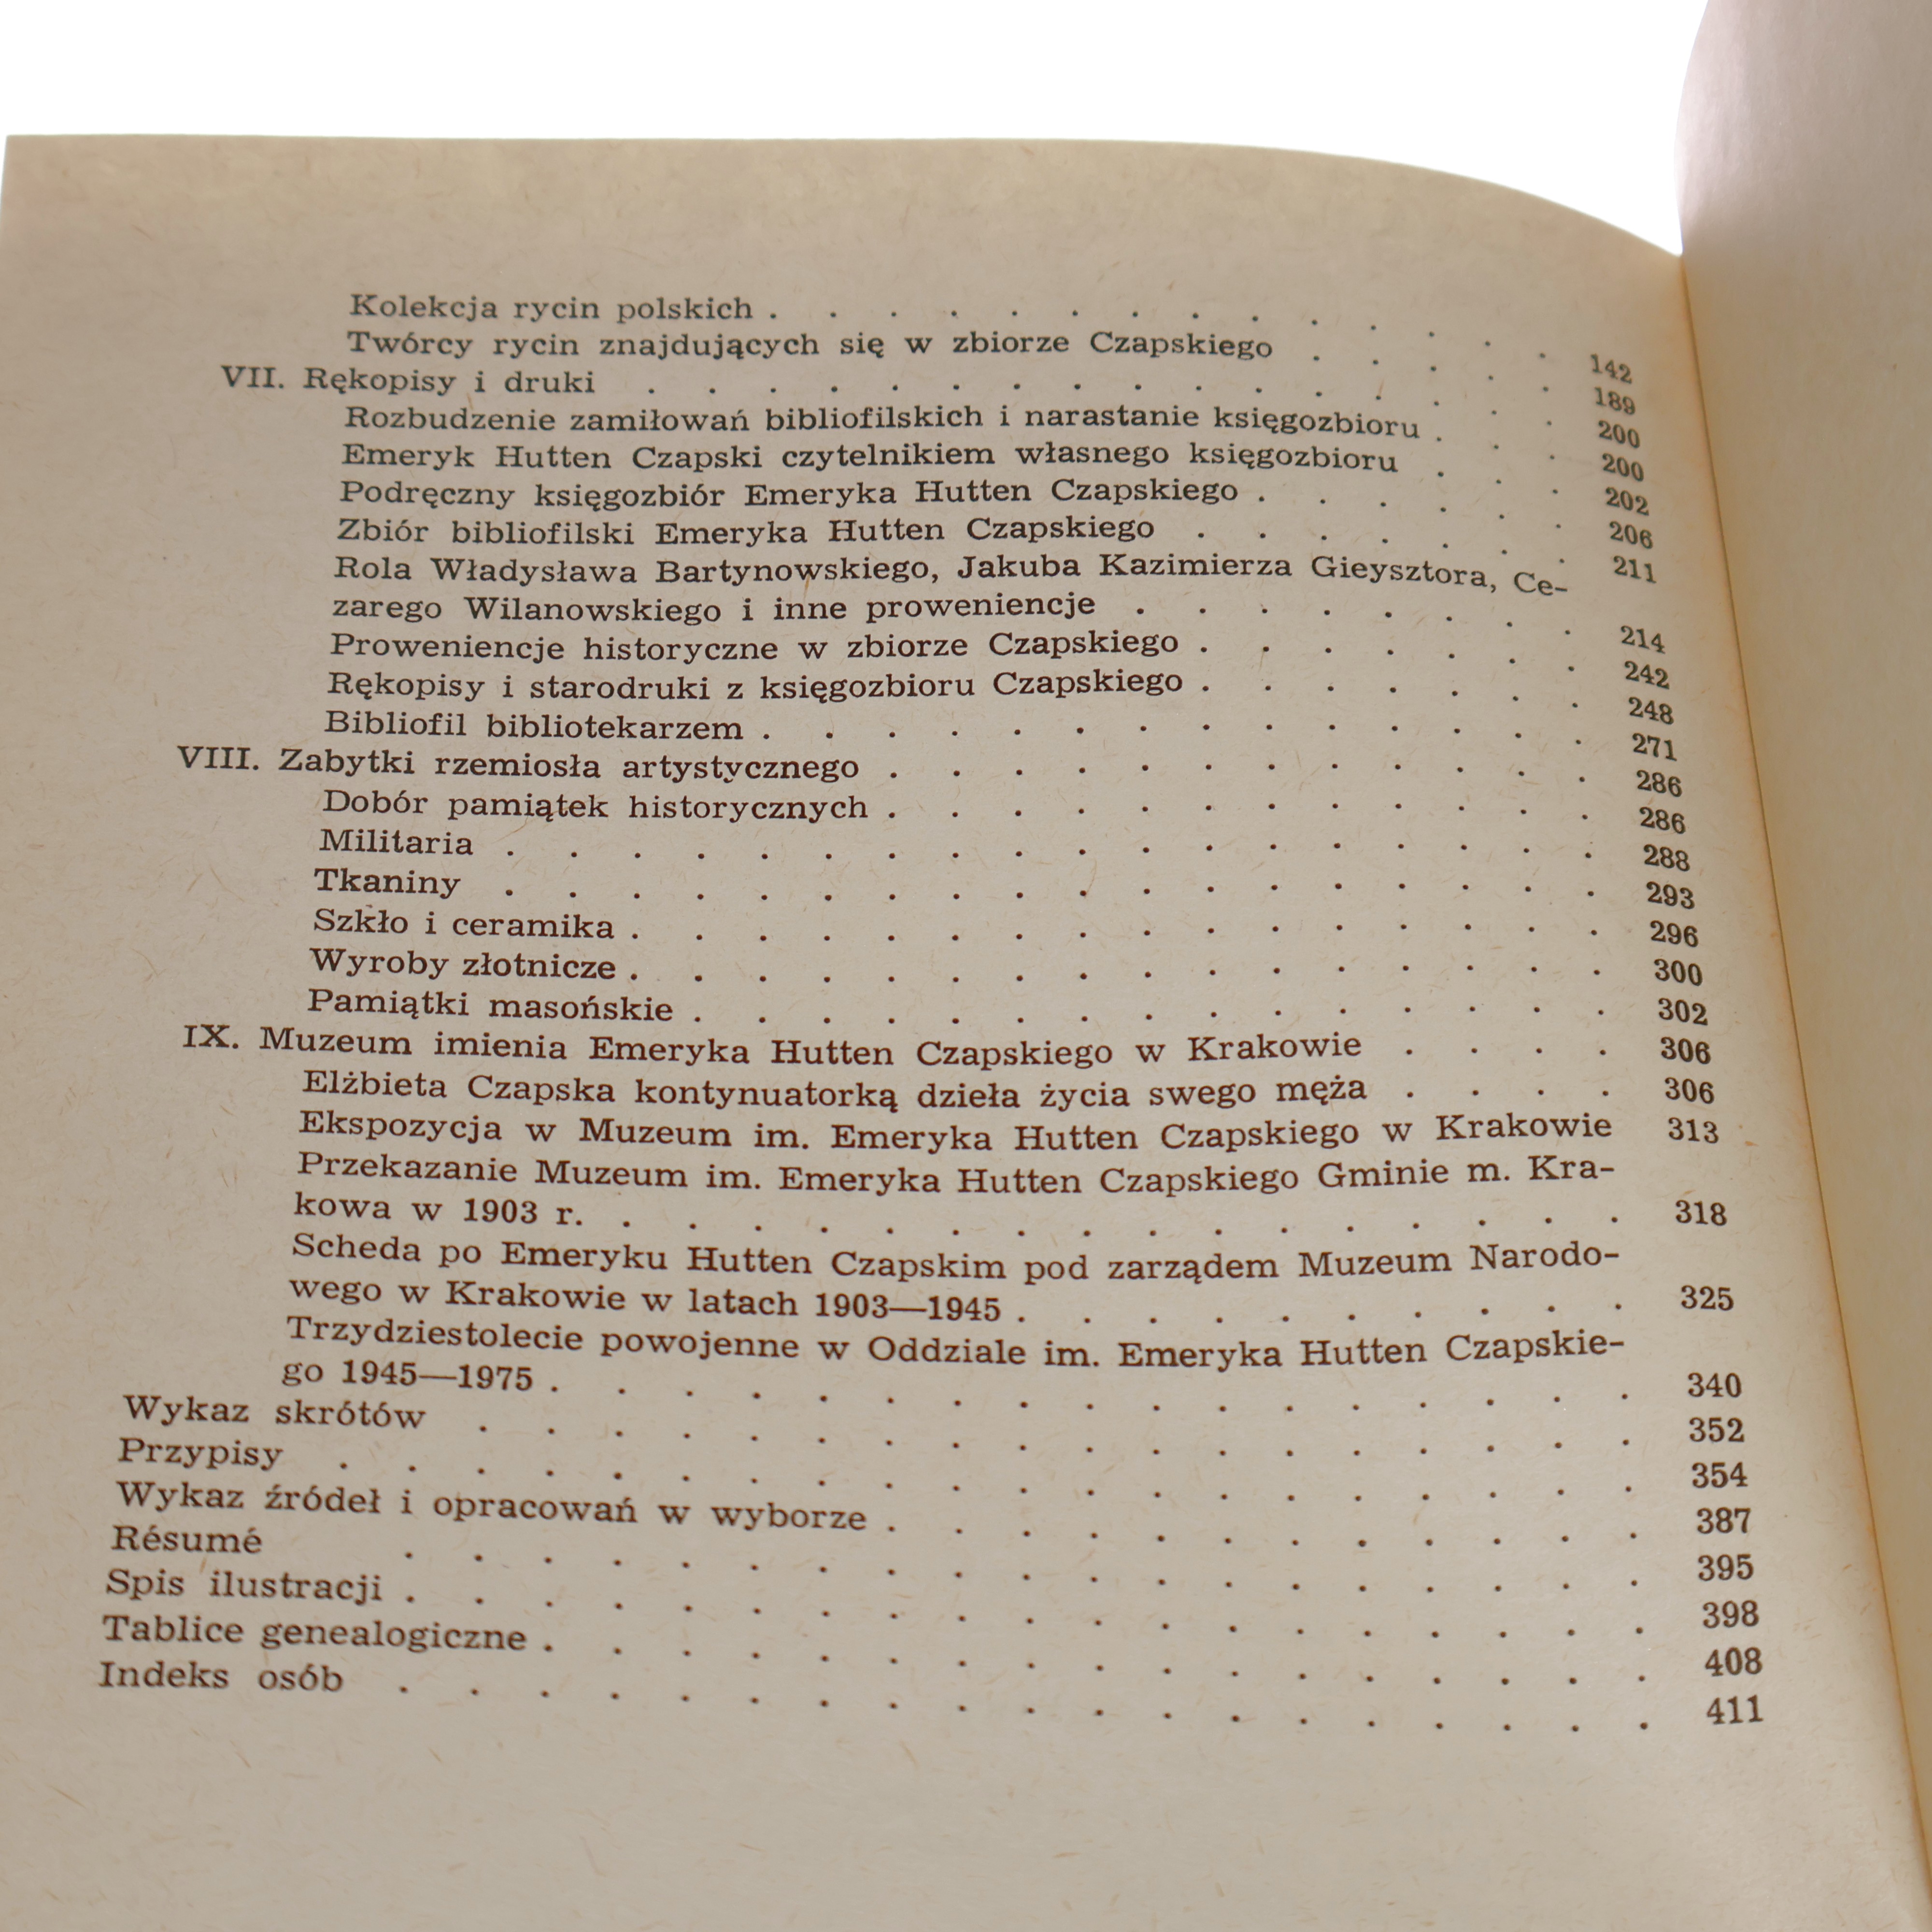 Kolekcja rycin polskich . . . . . . . . . . . . . . 142
Twórcy rycin znajdujących się w zbiorze Czapskiego . . . . . 189
VII. Rękopisy i druki . . . . . . . . . . . . . . . . 200
Rozbudzenie zamiłowań bibliofilskich i narastanie księgozbioru . . . 200
Emeryk Hutten Czapski czytelnikiem własnego księgozbioru . . . 202
Podręczny księgozbiór Emeryka Hutten Czapskiego . . . . . . 206
Zbiór bibliofilski Emeryka Hutten Czapskiego . . . . . . . 211
Rola Władysława Bartynowskiego, Jakuba Kazimierza Gieysztora, Ce-
zarego Wilanowskiego i inne proweniencje . . . . . . . . 214
Proweniencje historyczne w zbiorze Czapskiego . . . . . . . 242
Rękopisy i starodruki z księgozbioru Czapskiego . . . . . . . 248
Bibliofil bibliotekarzem . . . . . . . . . . . . . . 271
VIII. Zabytki rzemiosła artystycznego . . . . . . . . . . . . 286
Dobór pamiątek historycznych . . . . . . . . . . . . 286
Militaria . . . . . . . . . . . . . . . . . . 288
Tkaniny . . . . . . . . . . . . . . . . . . 293
Szkło i ceramika . . . . . . . . . . . . . . . . 296
Wyroby złotnicze . . . . . . . . . . . . . . . . 300
Pamiątki masońskie . . . . . . . . . . . . . . . 302
IX. Muzeum imienia Emeryka Hutten Czapskiego w Krakowie . . . . 306
Elżbieta Czapska kontynuatorką dzieła życia swego męża . . . . 306
Ekspozycja w Muzeum im. Emeryka Hutten Czapskiego w Krakowie 313
Przekazanie Muzeum im. Emeryka Hutten Czapskiego Gminie m. Kra-
kowa w 1903 r. . . . . . . . . . . . . . . . . 318
Scheda po Emeryku Hutten Czapskim pod zarządem Muzeum Narodo-
wego w Krakowie w latach 1903—1945 . . . . . . . . . . 325
Trzydziestolecie powojenne w Oddziale im. Emeryka Hutten Czapskie-
go 1945—1975 . . . . . . . . . . . . . . . . . 340
Wykaz skrótów . . . . . . . . . . . . . . . . . . 352
Przypisy . . . . . . . . . . . . . . . . . . . . 354
Wykaz źródeł i opracowań w wyborze . . . . . . . . . . . . 387
Résumé . . . . . . . . . . . . . . . . . . . 395
Spis ilustracji . . . . . . . . . . . . . . . . . . . 398
Tablice genealogiczne . . . . . . . . . . . . . . . . . 408
Indeks osób . . . . . . . . . . . . . . . . . . . 411